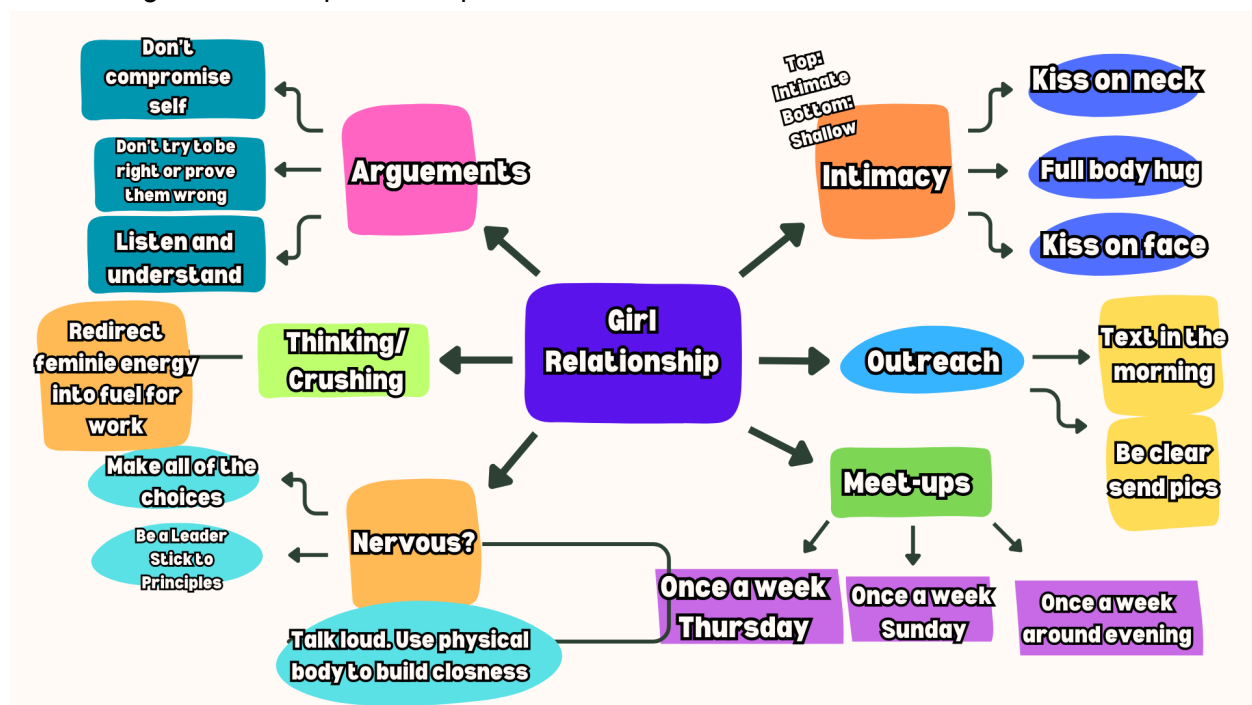 Don't
compromise
self
Don't try to be
right or prove
them wrong
Listen and
understand
Arguements
Top:
Intimate
Bottom:
Shallow
Intimacy
Kiss on neck
Full body hug
Kiss on face
Girl
Relationship
Thinking/
Crushing
Redirect
feminie energy
into fuel for
work
Outreach
Text in the
morning
Be clear
send pics
Make all of the
choices
Be a Leader
Stick to
Principles
Nervous?
Talk loud. Use physical
body to build closness
Meet-ups
Once a week
Thursday
Once a week
Sunday
Once a week
around evening